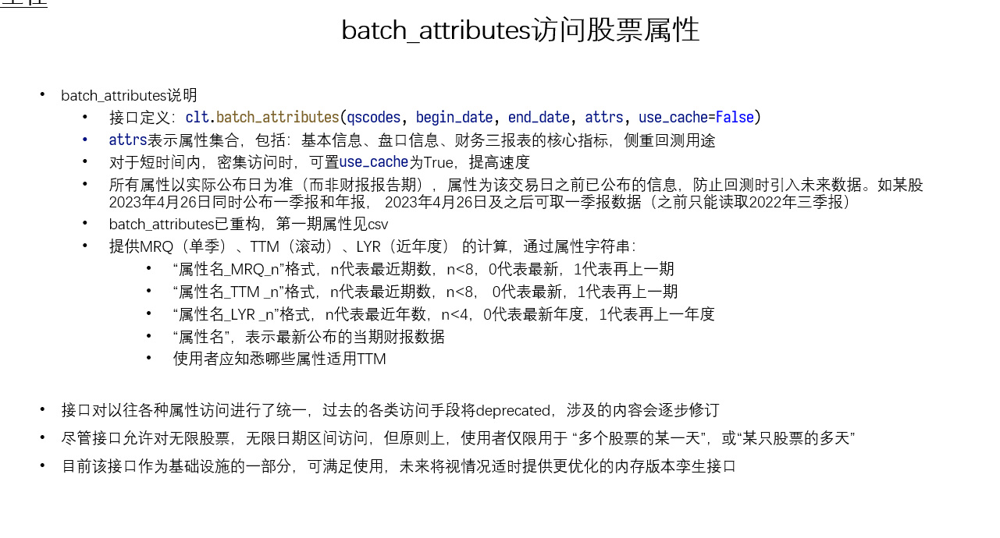 batch_attributes访问股票属性
• batch_attributes说明
• 接口定义：clt.batch_attributes(qscodes, begin_date, end_date, attrs, use_cache=False)
• attrs表示属性集合，包括：基本信息、盘口信息、财务三报表的核心指标，侧重回测用途
• 对于短时间内，密集访问时，可置use_cache为True，提高速度
• 所有属性以实际公布日为准（而非财报报告期），属性为该交易日之前已公布的信息，防止回测时引入未来数据。如某股
2023年4月26日同时公布一季报和年报， 2023年4月26日及之后可取一季报数据（之前只能读取2022年三季报）
• batch_attributes已重构，第一期属性见csv
• 提供MRQ（单季）、TTM（滚动）、LYR（近年度） 的计算，通过属性字符串：
• “属性名_MRQ_n”格式，n代表最近期数，n<8，0代表最新，1代表再上一期
• “属性名_TTM _n”格式，n代表最近期数，n<8， 0代表最新，1代表再上一期
• “属性名_LYR _n”格式，n代表最近年数，n<4，0代表最新年度，1代表再上一年度
• “属性名”，表示最新公布的当期财报数据
• 使用者应知悉哪些属性适用TTM
• 接口对以往各种属性访问进行了统一，过去的各类访问手段将deprecated，涉及的内容会逐步修订
• 尽管接口允许对无限股票，无限日期区间访问，但原则上，使用者仅限用于 “多个股票的某一天”，或“某只股票的多天”
• 目前该接口作为基础设施的一部分，可满足使用，未来将视情况适时提供更优化的内存版本孪生接口